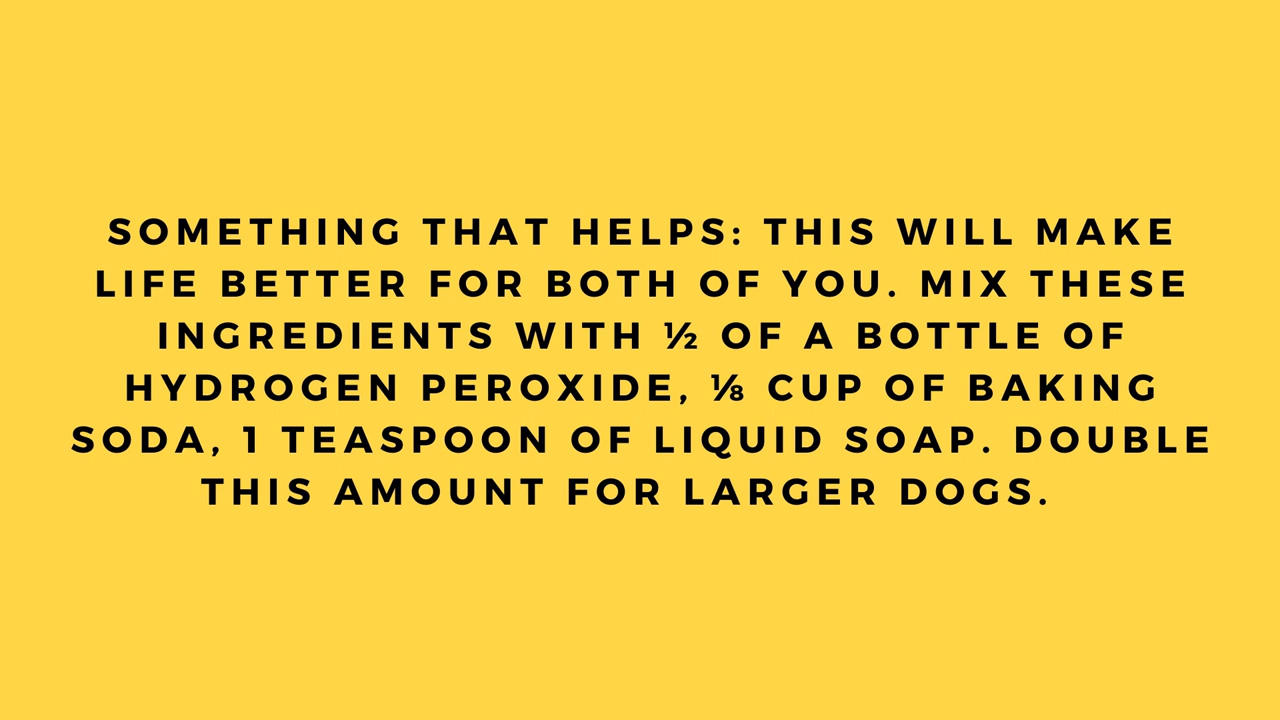 SOMETHING THAT HELPS: THIS WILL MAKE
LIFE BETTER FOR BOTH OF YOU. MIX THESE
INGREDIENTS WITH ½ OF A BOTTLE OF
HYDROGEN PEROXIDE, ⅛ CUP OF BAKING
SODA, 1 TEASPOON OF LIQUID SOAP. DOUBLE
THIS AMOUNT FOR LARGER DOGS.